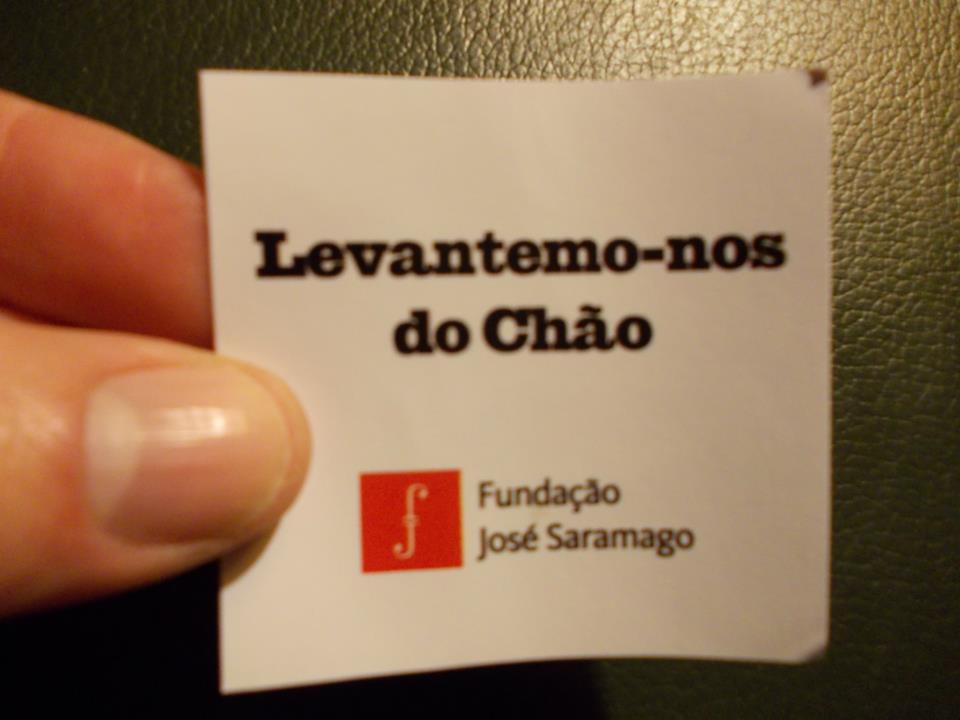 Levantemo-nos
do Chão
Fundação
José Saramago